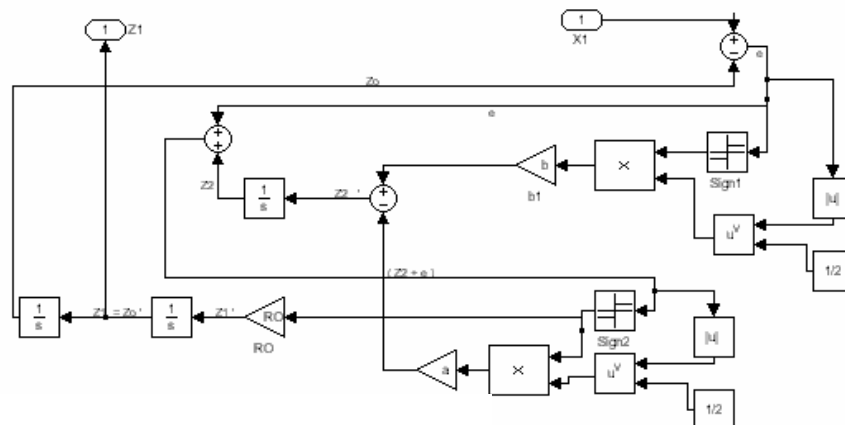 1
Z1
1
X1
+
−
e
Zo
e
+
+
Z2
1
s
Z2 '
+
−
b
b1
X
Sign1
|u|
u^v
1/2
( Z2 + e )
1
s
Z1 = Zo '
1
s
Z1 '
RO
RO
Sign2
|u|
a
X
u^v
1/2